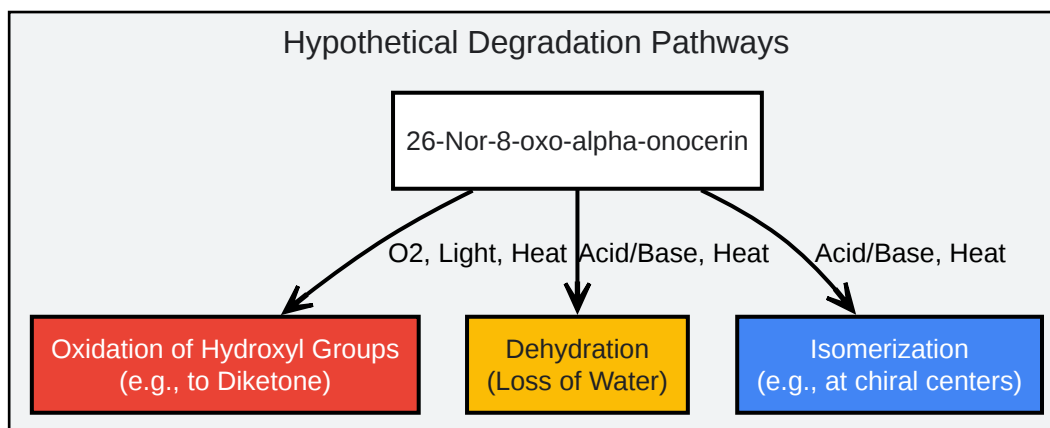 Hypothetical Degradation Pathways
26-Nor-8-oxo-alpha-onocerin
O2, Light, Heat
Acid/Base, Heat
Acid/Base, Heat
Oxidation of Hydroxyl Groups
(e.g., to Diketone)
Dehydration
(Loss of Water)
Isomerization
(e.g., at chiral centers)